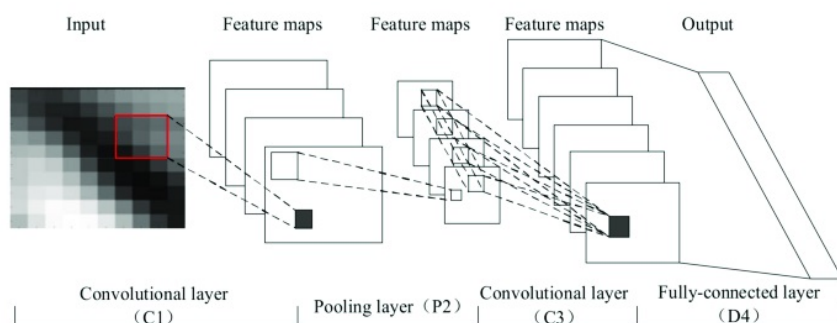 Input
Feature maps
Feature maps
Feature maps
Output
Convolutional layer
（C1）
Pooling layer（P2）
Convolutional layer
（C3）
Fully-connected layer
（D4）